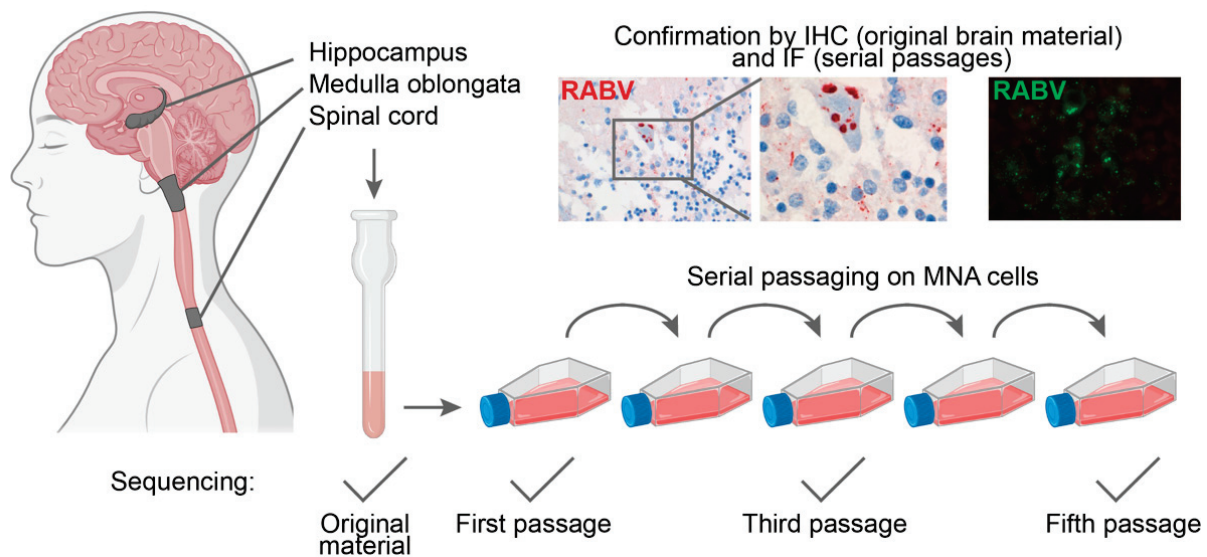 Hippocampus
Medulla oblongata
Spinal cord
Confirmation by IHC (original brain material)
and IF (serial passages)
RABV
RABV
Serial passaging on MNA cells
Sequencing:
Original
material
First passage
Third passage
Fifth passage